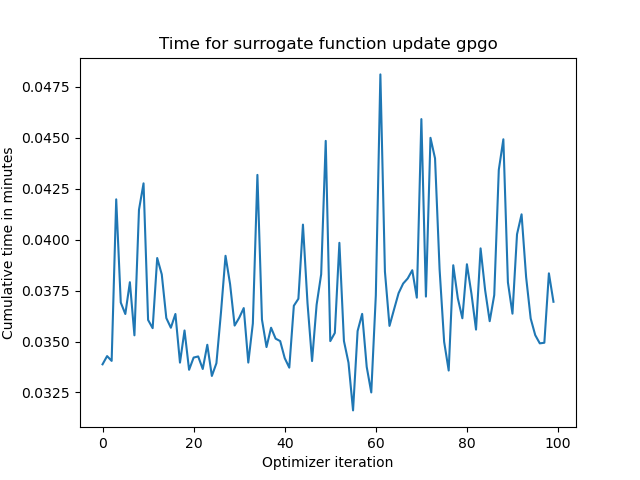 Time for surrogate function update gpgo
0.0475
0.0450
0.0425
0.0400
0.0375
0.0350
0.0325
Cumulative time in minutes
0 20 40 60 80 100
Optimizer iteration